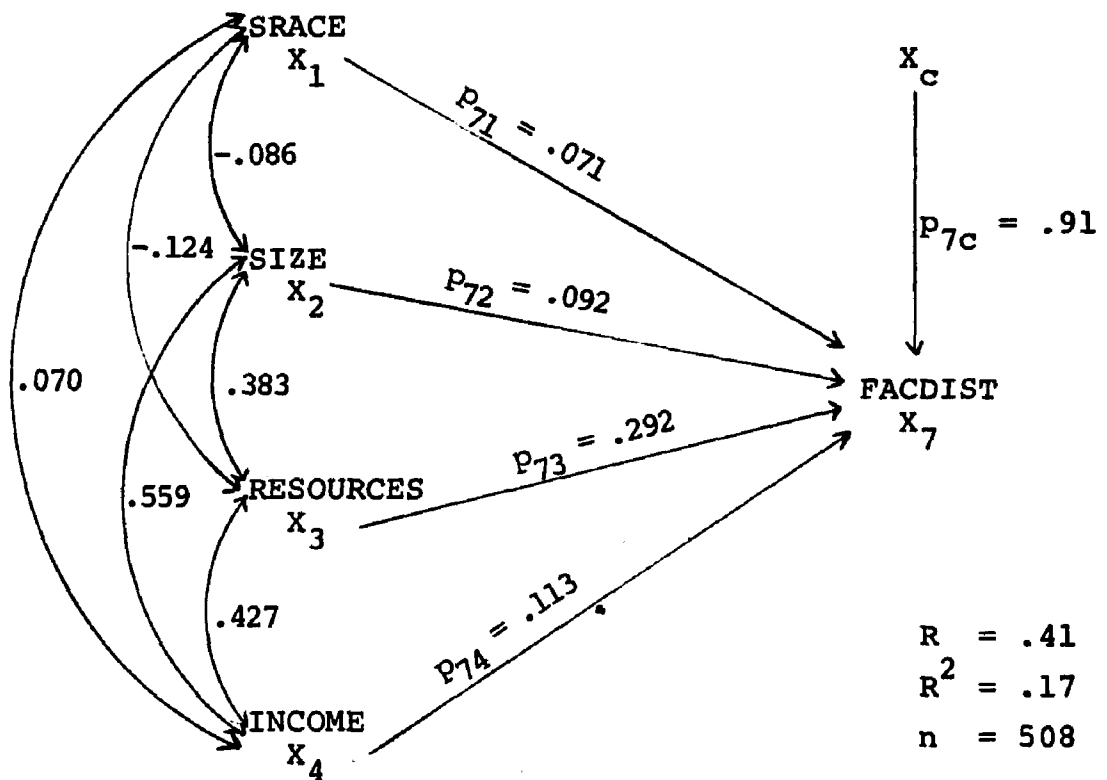 SRACE
X1
Xc
p71 = .071
-.086
p7c = .91
-.124
SIZE
X2
p72 = .092
.070
.383
FACDIST
X7
p73 = .292
.559
RESOURCES
X3
.427
p74 = .113
R = .41
R2 = .17
n = 508
INCOME
X4